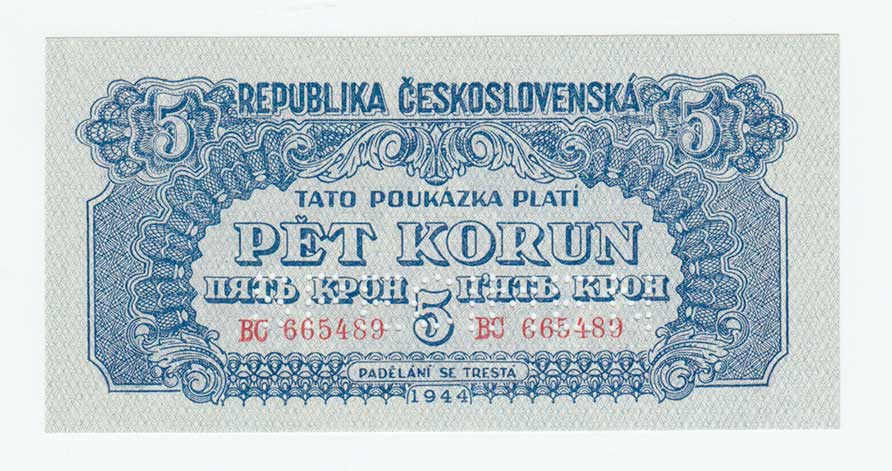 5 REPUBLIKA ČESKOSLOVENSKÁ 5
TATO POUKÁZKA PLATÍ
PĚT KORUN
ПЯТЬ КРОН 5 П'ЯТЬ КРОН
BC 665489 BC 665489
PADĚLÁNÍ SE TRESTÁ
1944